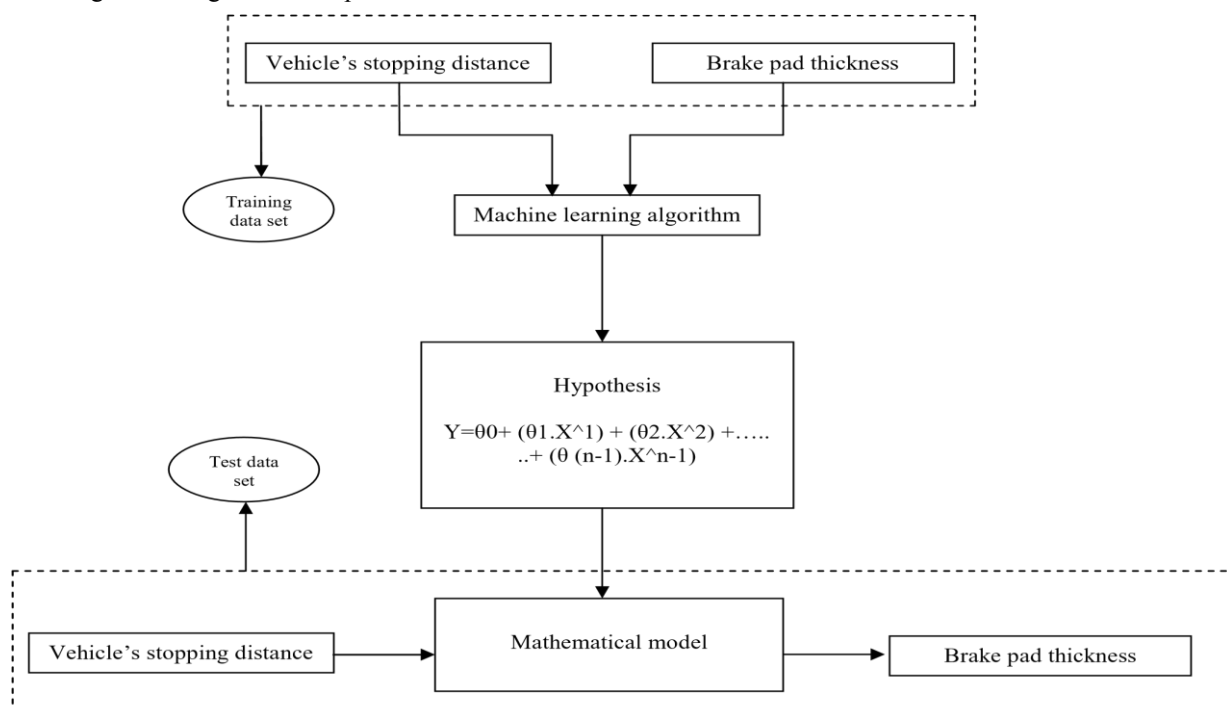 Vehicle’s stopping distance
Brake pad thickness
Training
data set
Machine learning algorithm
Hypothesis
Y=θ0+ (θ1.X^1) + (θ2.X^2) +…..
..+ (θ (n-1).X^n-1)
Test data
set
Mathematical model
Vehicle’s stopping distance
Brake pad thickness